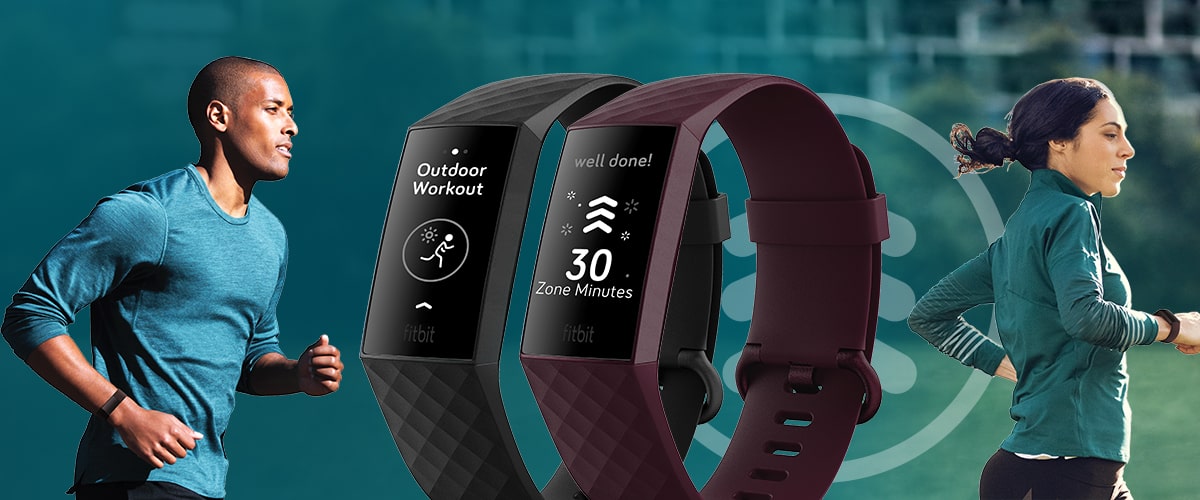 Outdoor
Workout
fitbit
well done!
30
Zone Minutes
fitbit